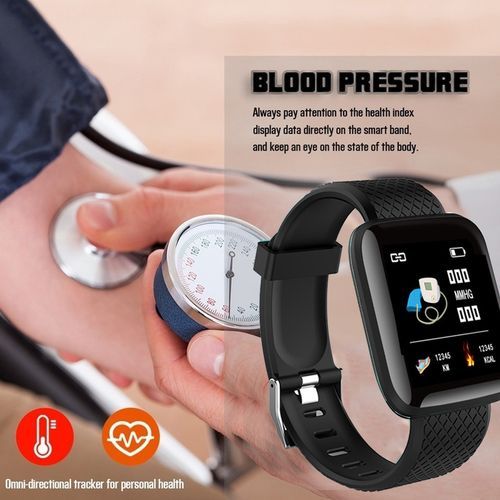 BLOOD PRESSURE
Always pay attention to the health index
display data directly on the smart band,
and keep an eye on the state of the body.
000
MMHG
000
12345
KM
12345
KCAL
Omni-directional tracker for personal health